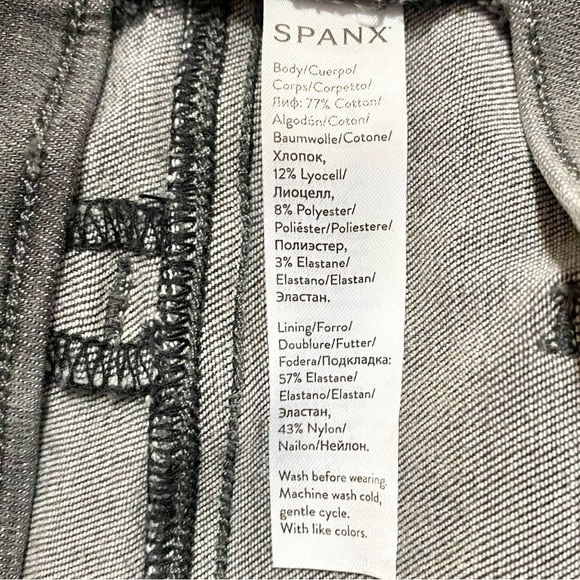 SPANX
Body/Cuerpo/
Corps/Corpetto/
Лиф: 77% Cotton/
Algodón/Coton/
Baumwolle/Cotone/
Хлопок,
12% Lyocell/
Лиоцелл,
8% Polyester/
Poliéster/Poliestere/
Полиэстер,
3% Elastane/
Elastano/Elastan/
Эластан.
Lining/Forro/
Doublure/Futter/
Fodera/Подкладка:
57% Elastane/
Elastano/Elastan/
Эластан,
43% Nylon/
Nailon/Нейлон.
Wash before wearing.
Machine wash cold,
gentle cycle.
With like colors.